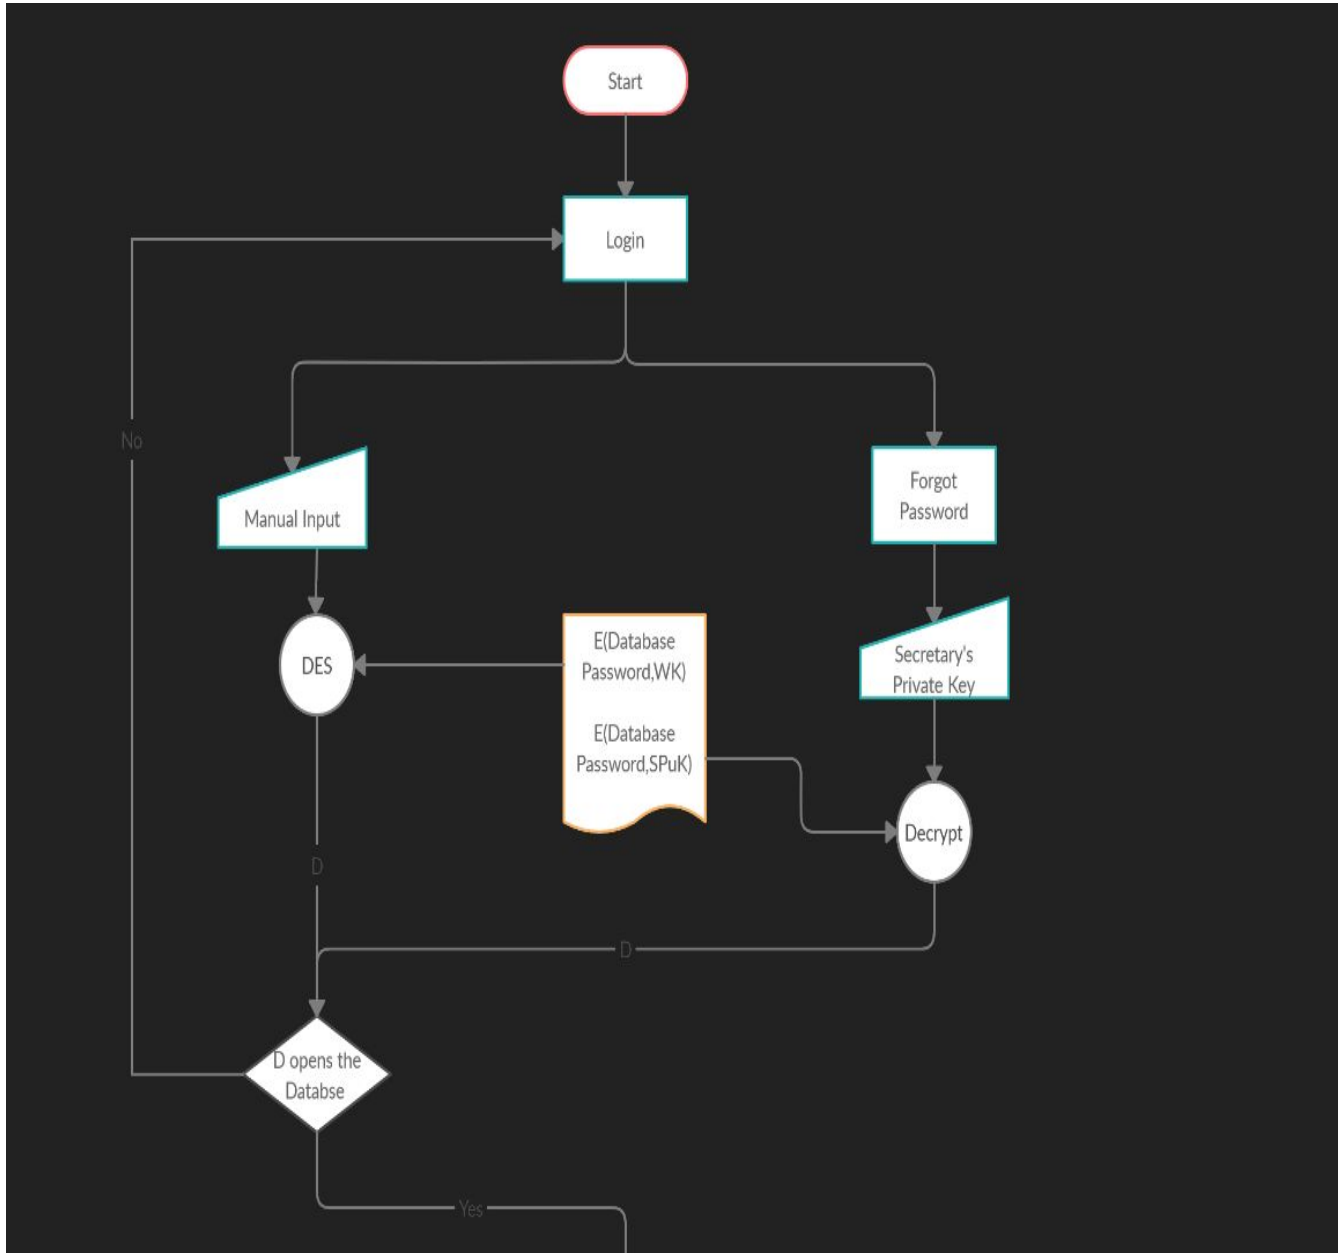 Start
Login
No
Manual Input
Forgot
Password
DES
E(Database
Password,WK)
E(Database
Password,SPuK)
Secretary's
Private Key
Decrypt
D
D
D opens the
Databse
Yes